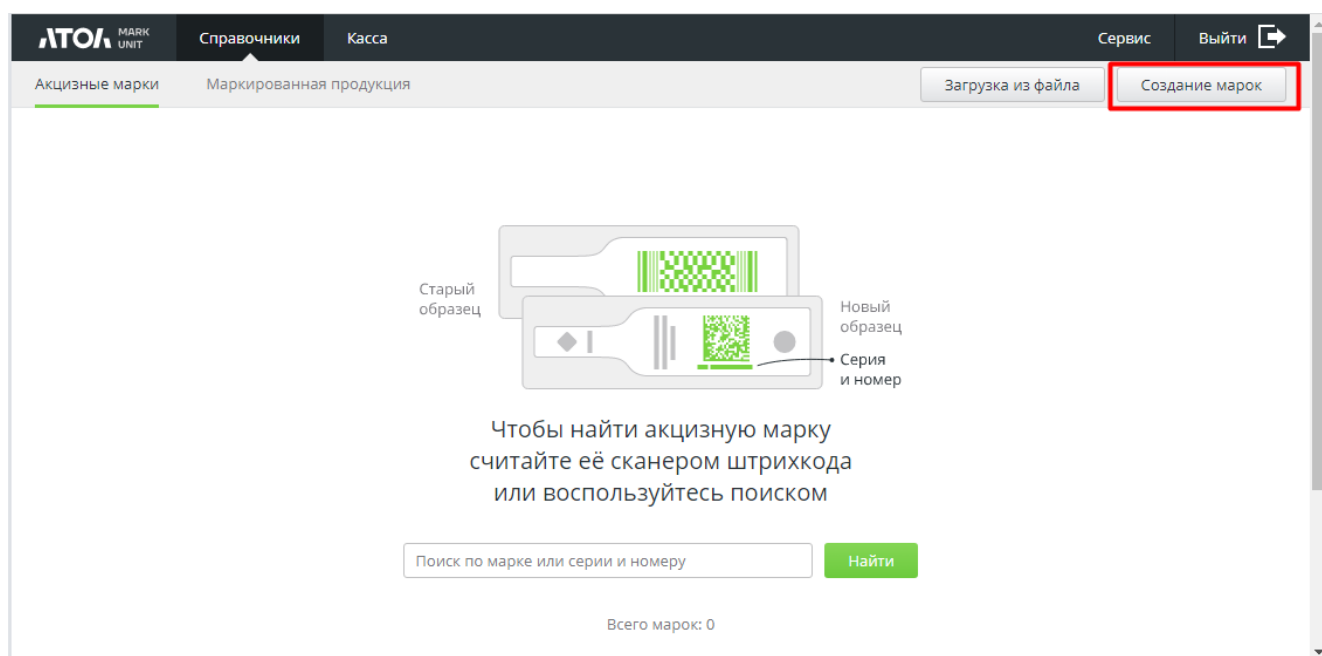 АТОЛ MARK UNIT Справочники Касса Сервис Выйти
Акцизные марки Маркированная продукция Загрузка из файла Создание марок
Старый
образец
Новый
образец
Серия
и номер
Чтобы найти акцизную марку
считайте её сканером штрихкода
или воспользуйтесь поиском
Поиск по марке или серии и номеру Найти
Всего марок: 0